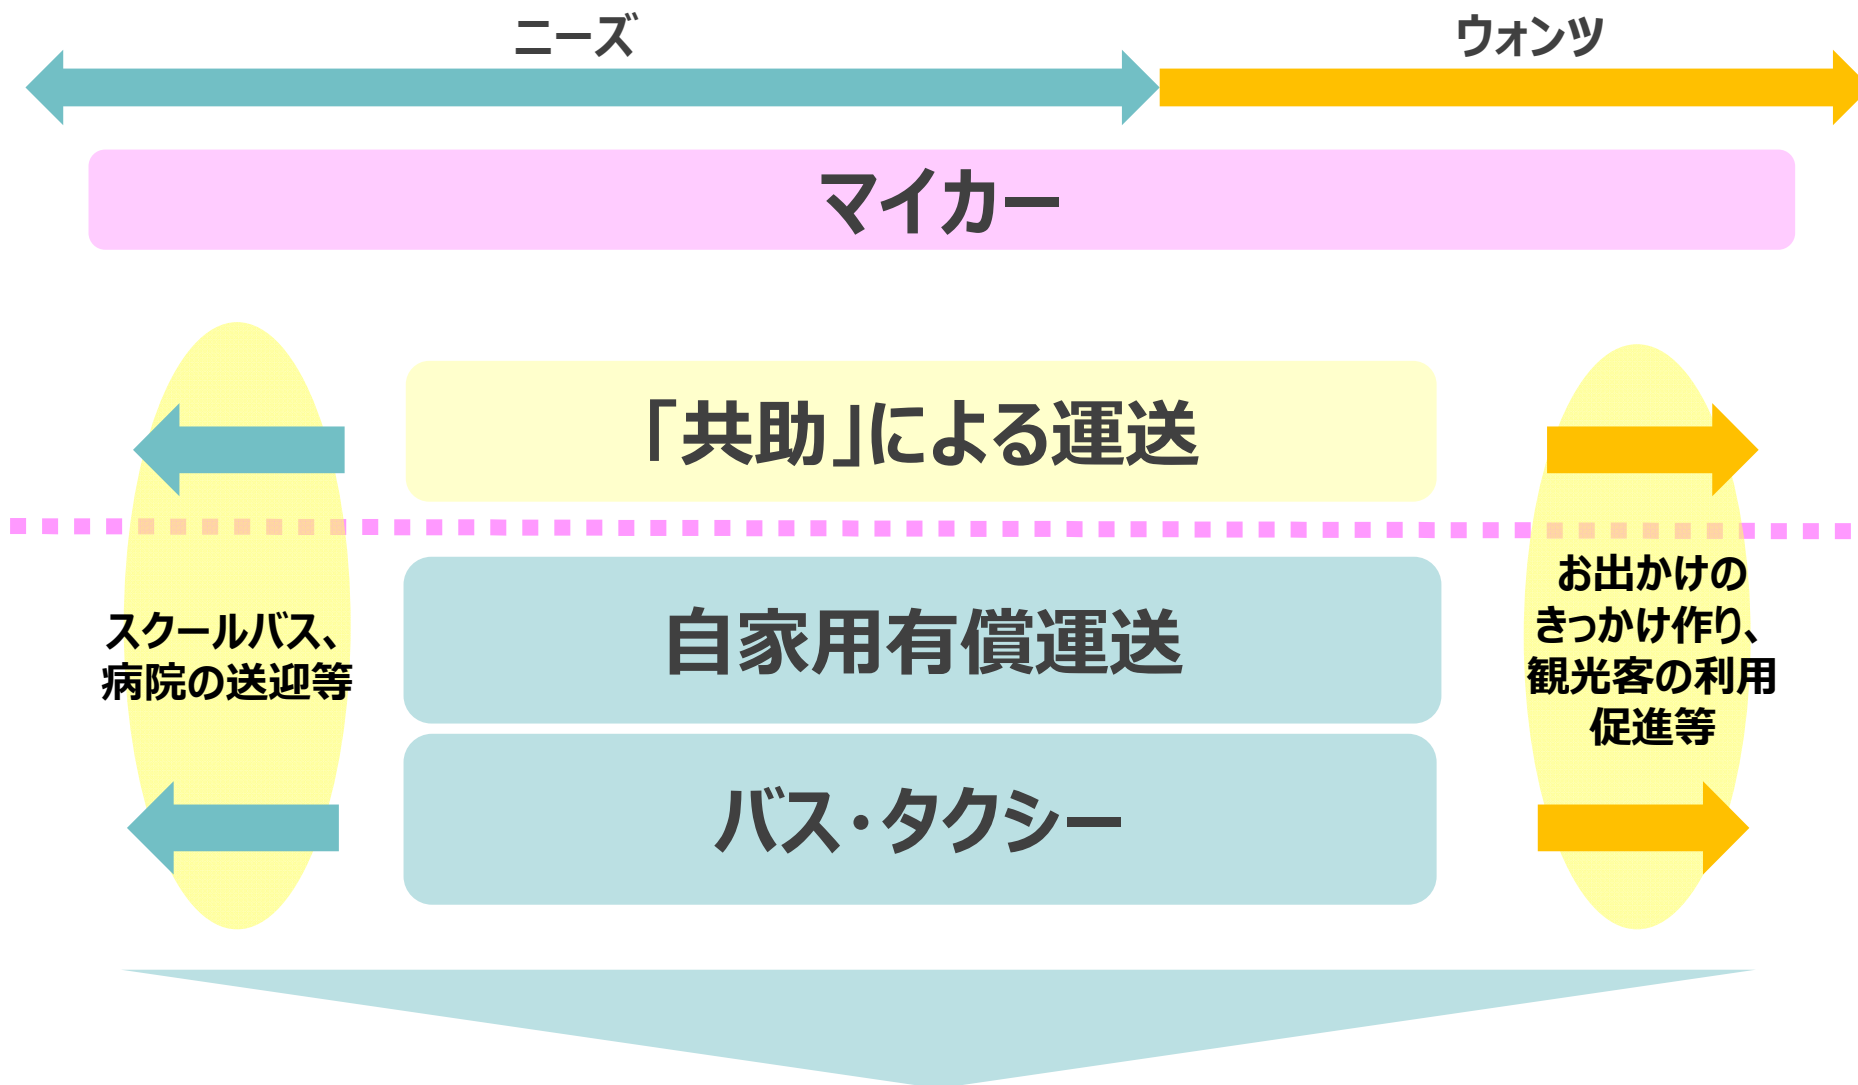 ニーズ
ウォンツ
マイカー
「共助」による運送
自家用有償運送
バス・タクシー
スクールバス、
病院の送迎等
お出かけの
きっかけ作り、
観光客の利用
促進等